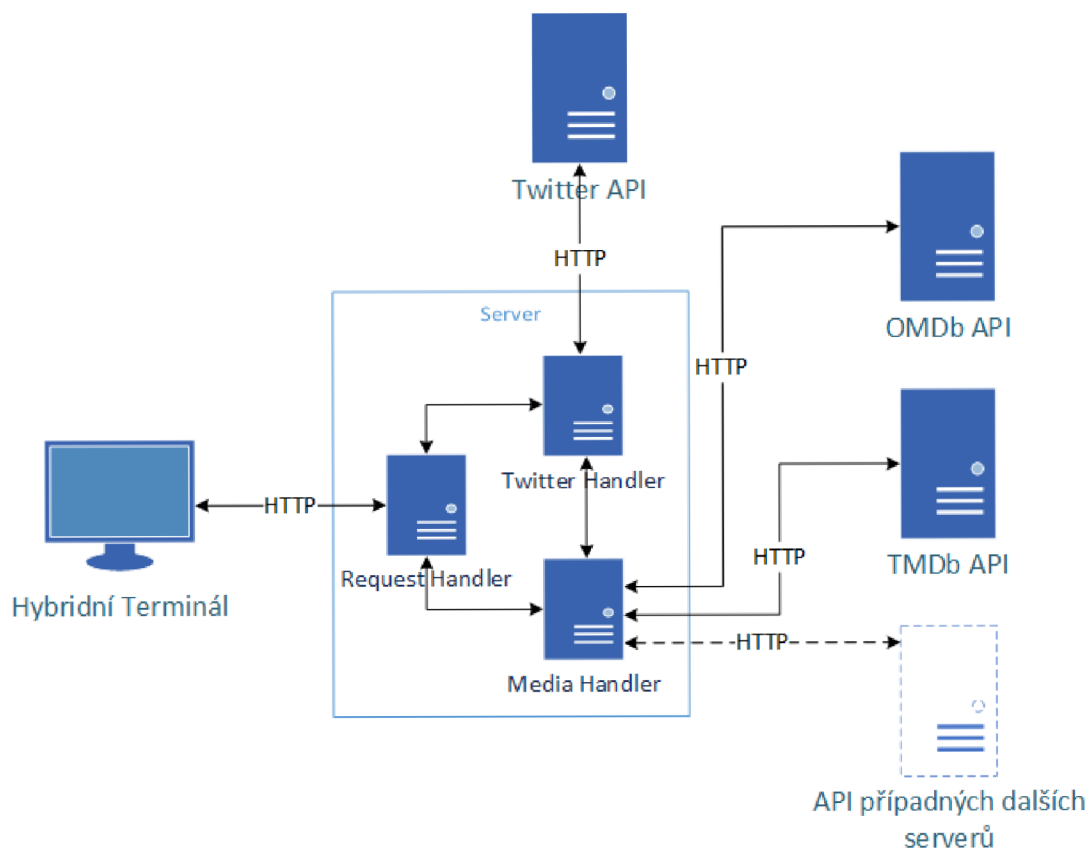 Twitter API
HTTP
OMDb API
Server
HTTP
Twitter Handler
HTTP
Request Handler
Hybridní Terminál
HTTP
TMDb API
HTTP
Media Handler
API případných dalších
serverů